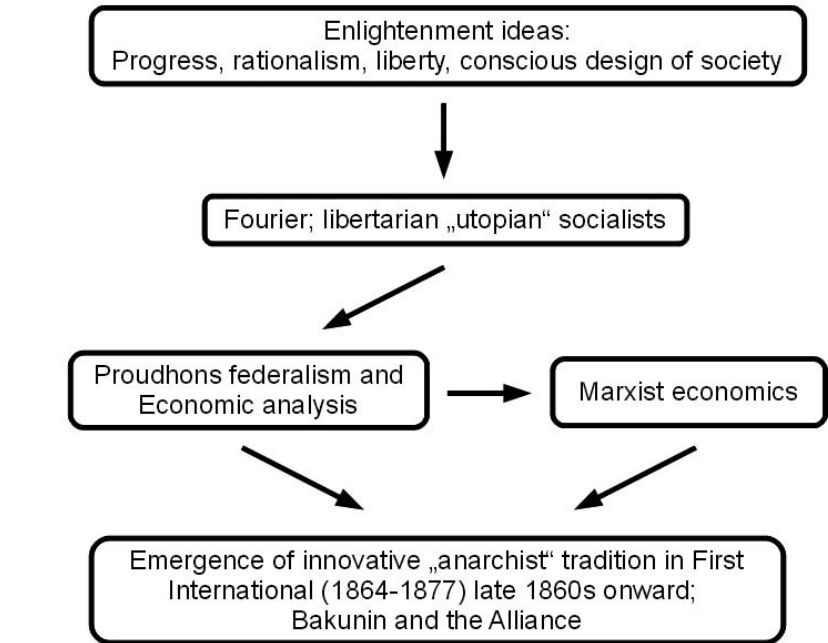 Enlightenment ideas:
Progress, rationalism, liberty, conscious design of society
Fourier; libertarian „utopian“ socialists
Proudhons federalism and
Economic analysis
Marxist economics
Emergence of innovative „anarchist“ tradition in First
International (1864-1877) late 1860s onward;
Bakunin and the Alliance